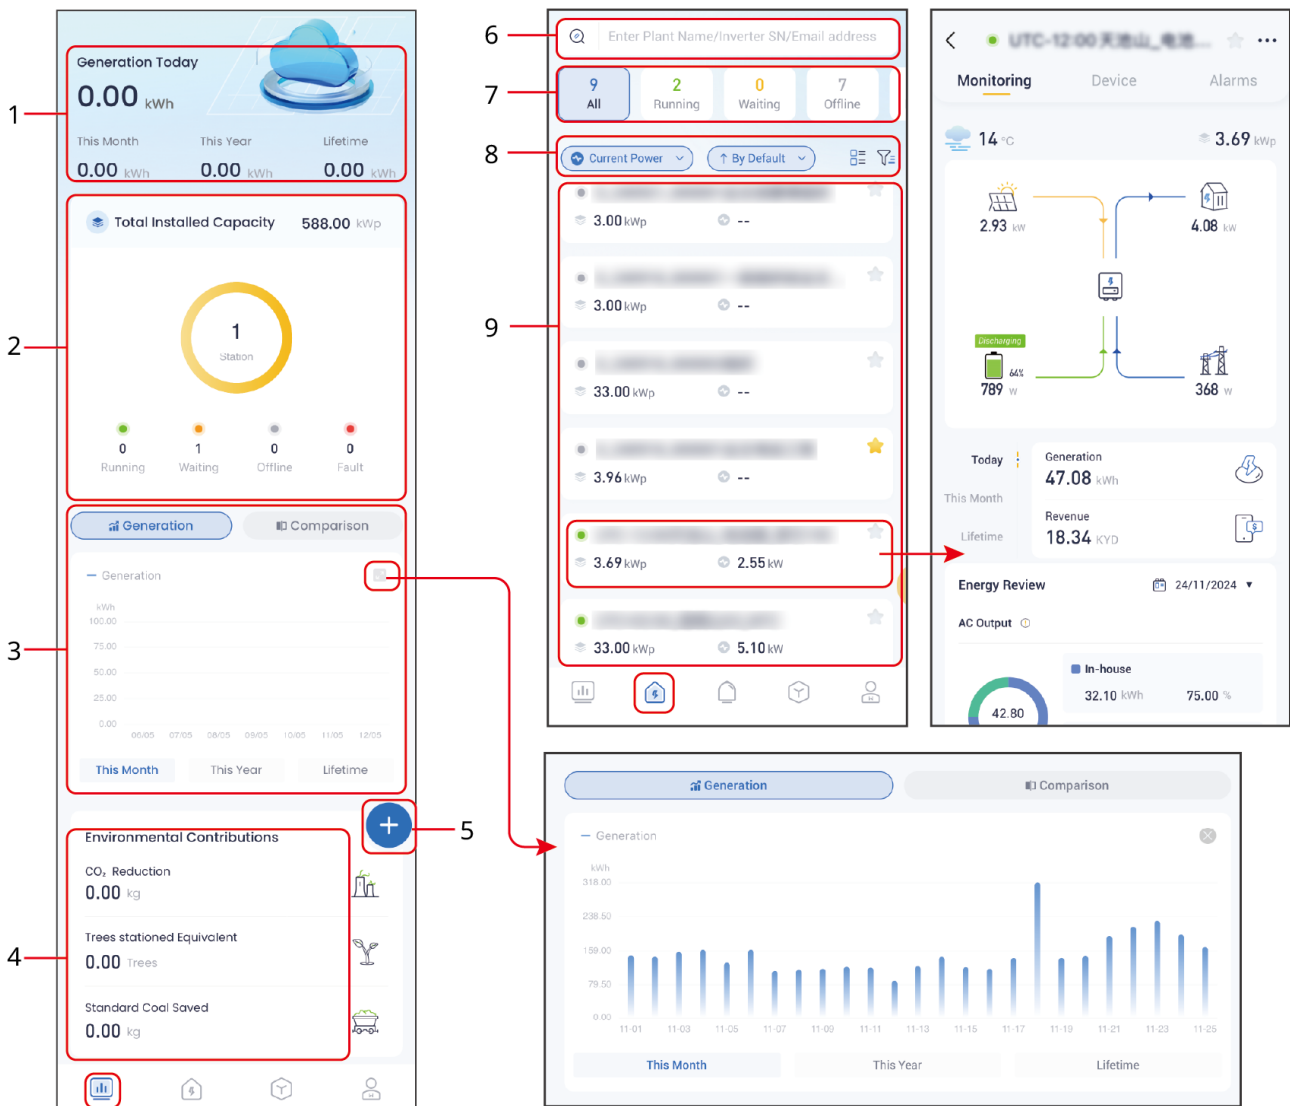 1
Generation Today
0.00 kWh
This Month This Year Lifetime
0.00 kWh 0.00 kWh 0.00 kWh
2
Total Installed Capacity 588.00 kWp
1
Station
0 1 0 0
Running Waiting Offline Fault
3
Generation Comparison
Generation
kWh
100.00
75.00
50.00
25.00
0.00
06/05 07/05 08/05 09/05 10/05 11/05 12/05
This Month This Year Lifetime
4
Environmental Contributions
CO₂ Reduction
0.00 kg
Trees stationed Equivalent
0.00 Trees
Standard Coal Saved
0.00 kg
5
6
Enter Plant Name/Inverter SN/Email address
7
9 2 0 7
All Running Waiting Offline
8
Current Power ↑ By Default
9
3.00 kWp --
3.00 kWp --
33.00 kWp --
3.96 kWp --
3.69 kWp 2.55 kW
33.00 kWp 5.10 kW
UTC-12:00天池山_电池...
Monitoring Device Alarms
14 °C 3.69 kWp
2.93 kW 4.08 kW
Discharging
64%
789 W 368 W
Today
This Month
Lifetime
Generation
47.08 kWh
Revenue
18.34 KYD
Energy Review 24/11/2024
AC Output
In-house
32.10 kWh 75.00 %
42.80
Generation Comparison
Generation
kWh
318.00
238.50
159.00
79.50
0.00
11-01 11-03 11-05 11-07 11-09 11-11 11-13 11-15 11-17 11-19 11-21 11-23 11-25
This Month This Year Lifetime